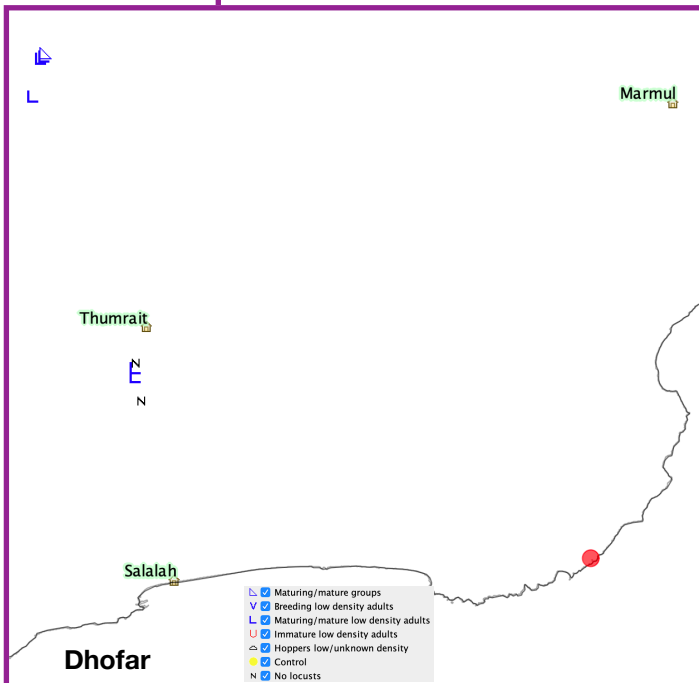 Marmul
Thumrait
N
N
Salalah
Dhofar
Maturing/mature groups
V Breeding low density adults
L Maturing/mature low density adults
U Immature low density adults
Hoppers low/unknown density
Control
N No locusts